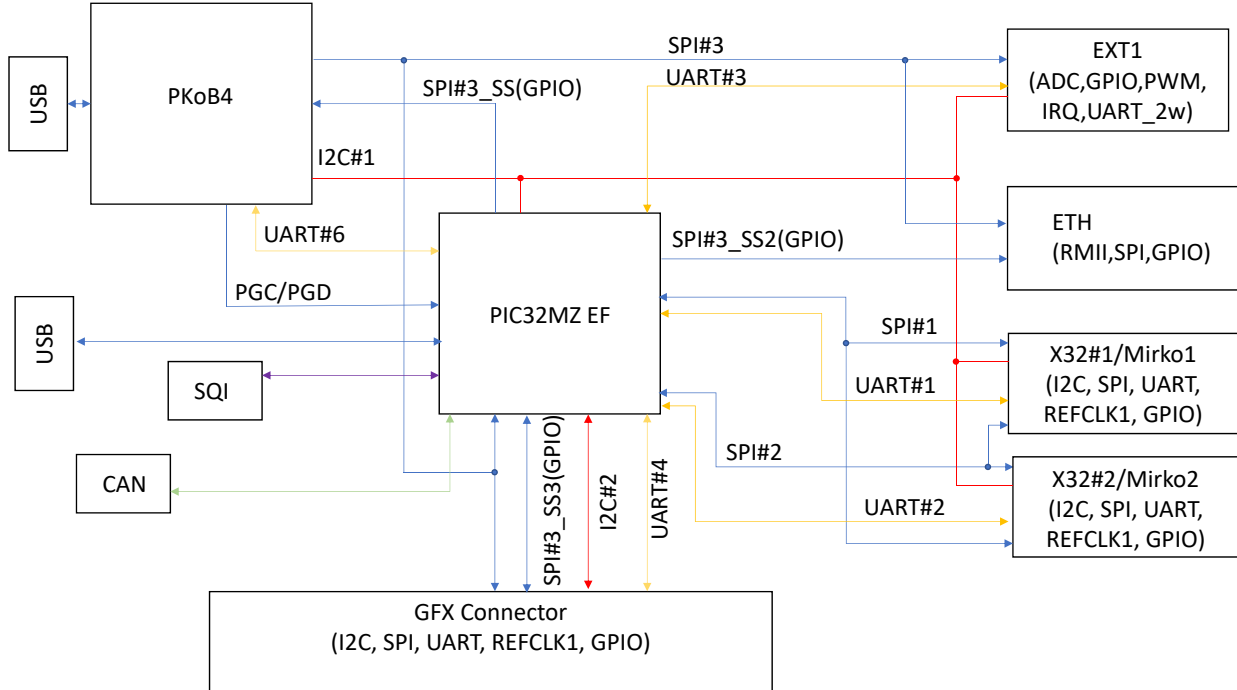 SPI#3
EXT1
(ADC,GPIO,PWM,
IRQ,UART_2w)
UART#3
USB
PKoB4
SPI#3_SS(GPIO)
I2C#1
ETH
(RMII,SPI,GPIO)
UART#6
SPI#3_SS2(GPIO)
PGC/PGD
USB
PIC32MZ EF
SPI#1
X32#1/Mirko1
(I2C, SPI, UART,
REFCLK1, GPIO)
UART#1
SQI
SPI#2
CAN
SPI#3_SS3(GPIO)
I2C#2
UART#4
X32#2/Mirko2
(I2C, SPI, UART,
REFCLK1, GPIO)
UART#2
GFX Connector
(I2C, SPI, UART, REFCLK1, GPIO)